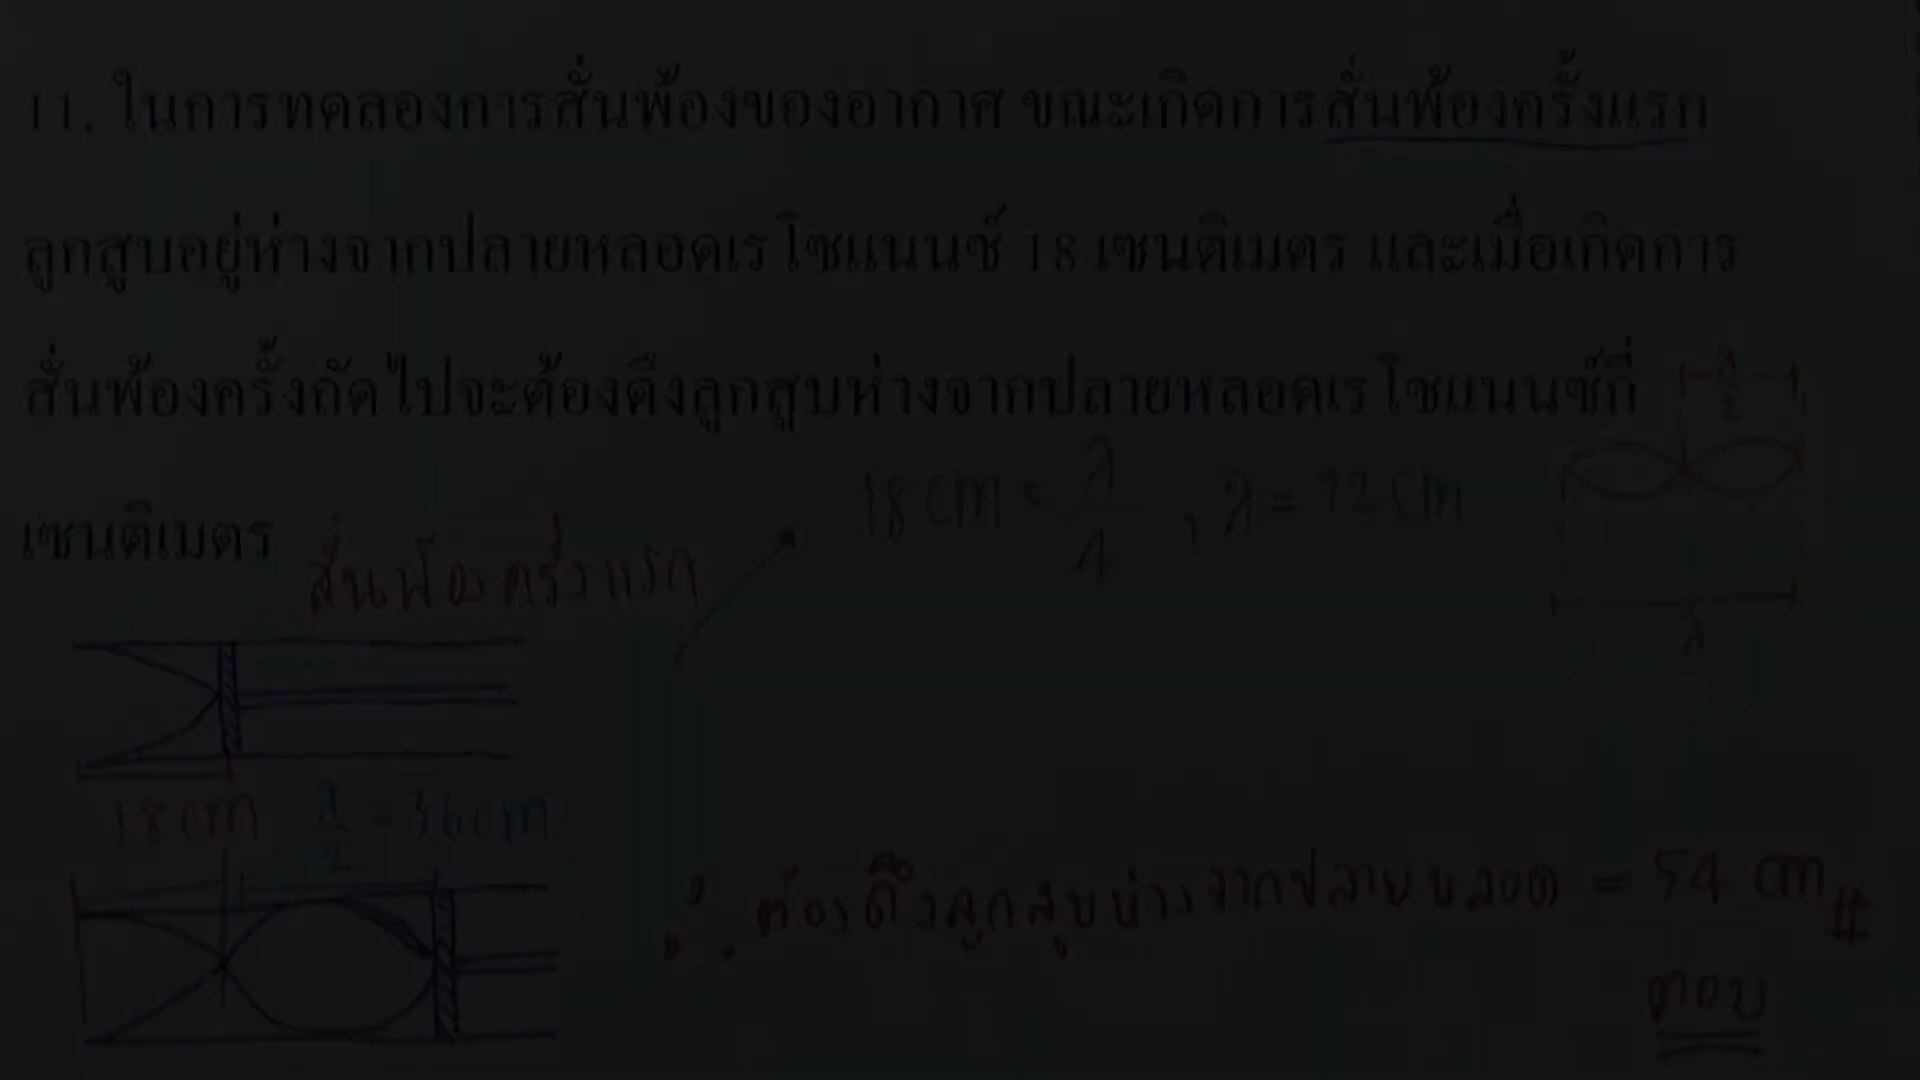 11. ในการทดลองการสั่นพ้องของอากาศ ขณะเกิดการสั่นพ้องครั้งแรก
ลูกสูบอยู่ห่างจากปลายหลอดเรโซแนนซ์ 18 เซนติเมตร และเมื่อเกิดการ
สั่นพ้องครั้งถัดไปจะต้องดึงลูกสูบห่างจากปลายหลอดเรโซแนนซ์กี่
เซนติเมตร
สั่นพ้องครั้งแรก
18 cm = λ/4 , λ = 72 cm
λ/2
λ
18 cm
λ/2 = 36 cm
∴ ต้องดึงลูกสูบห่างจากปลายหลอด = 54 cm #
ตอบ